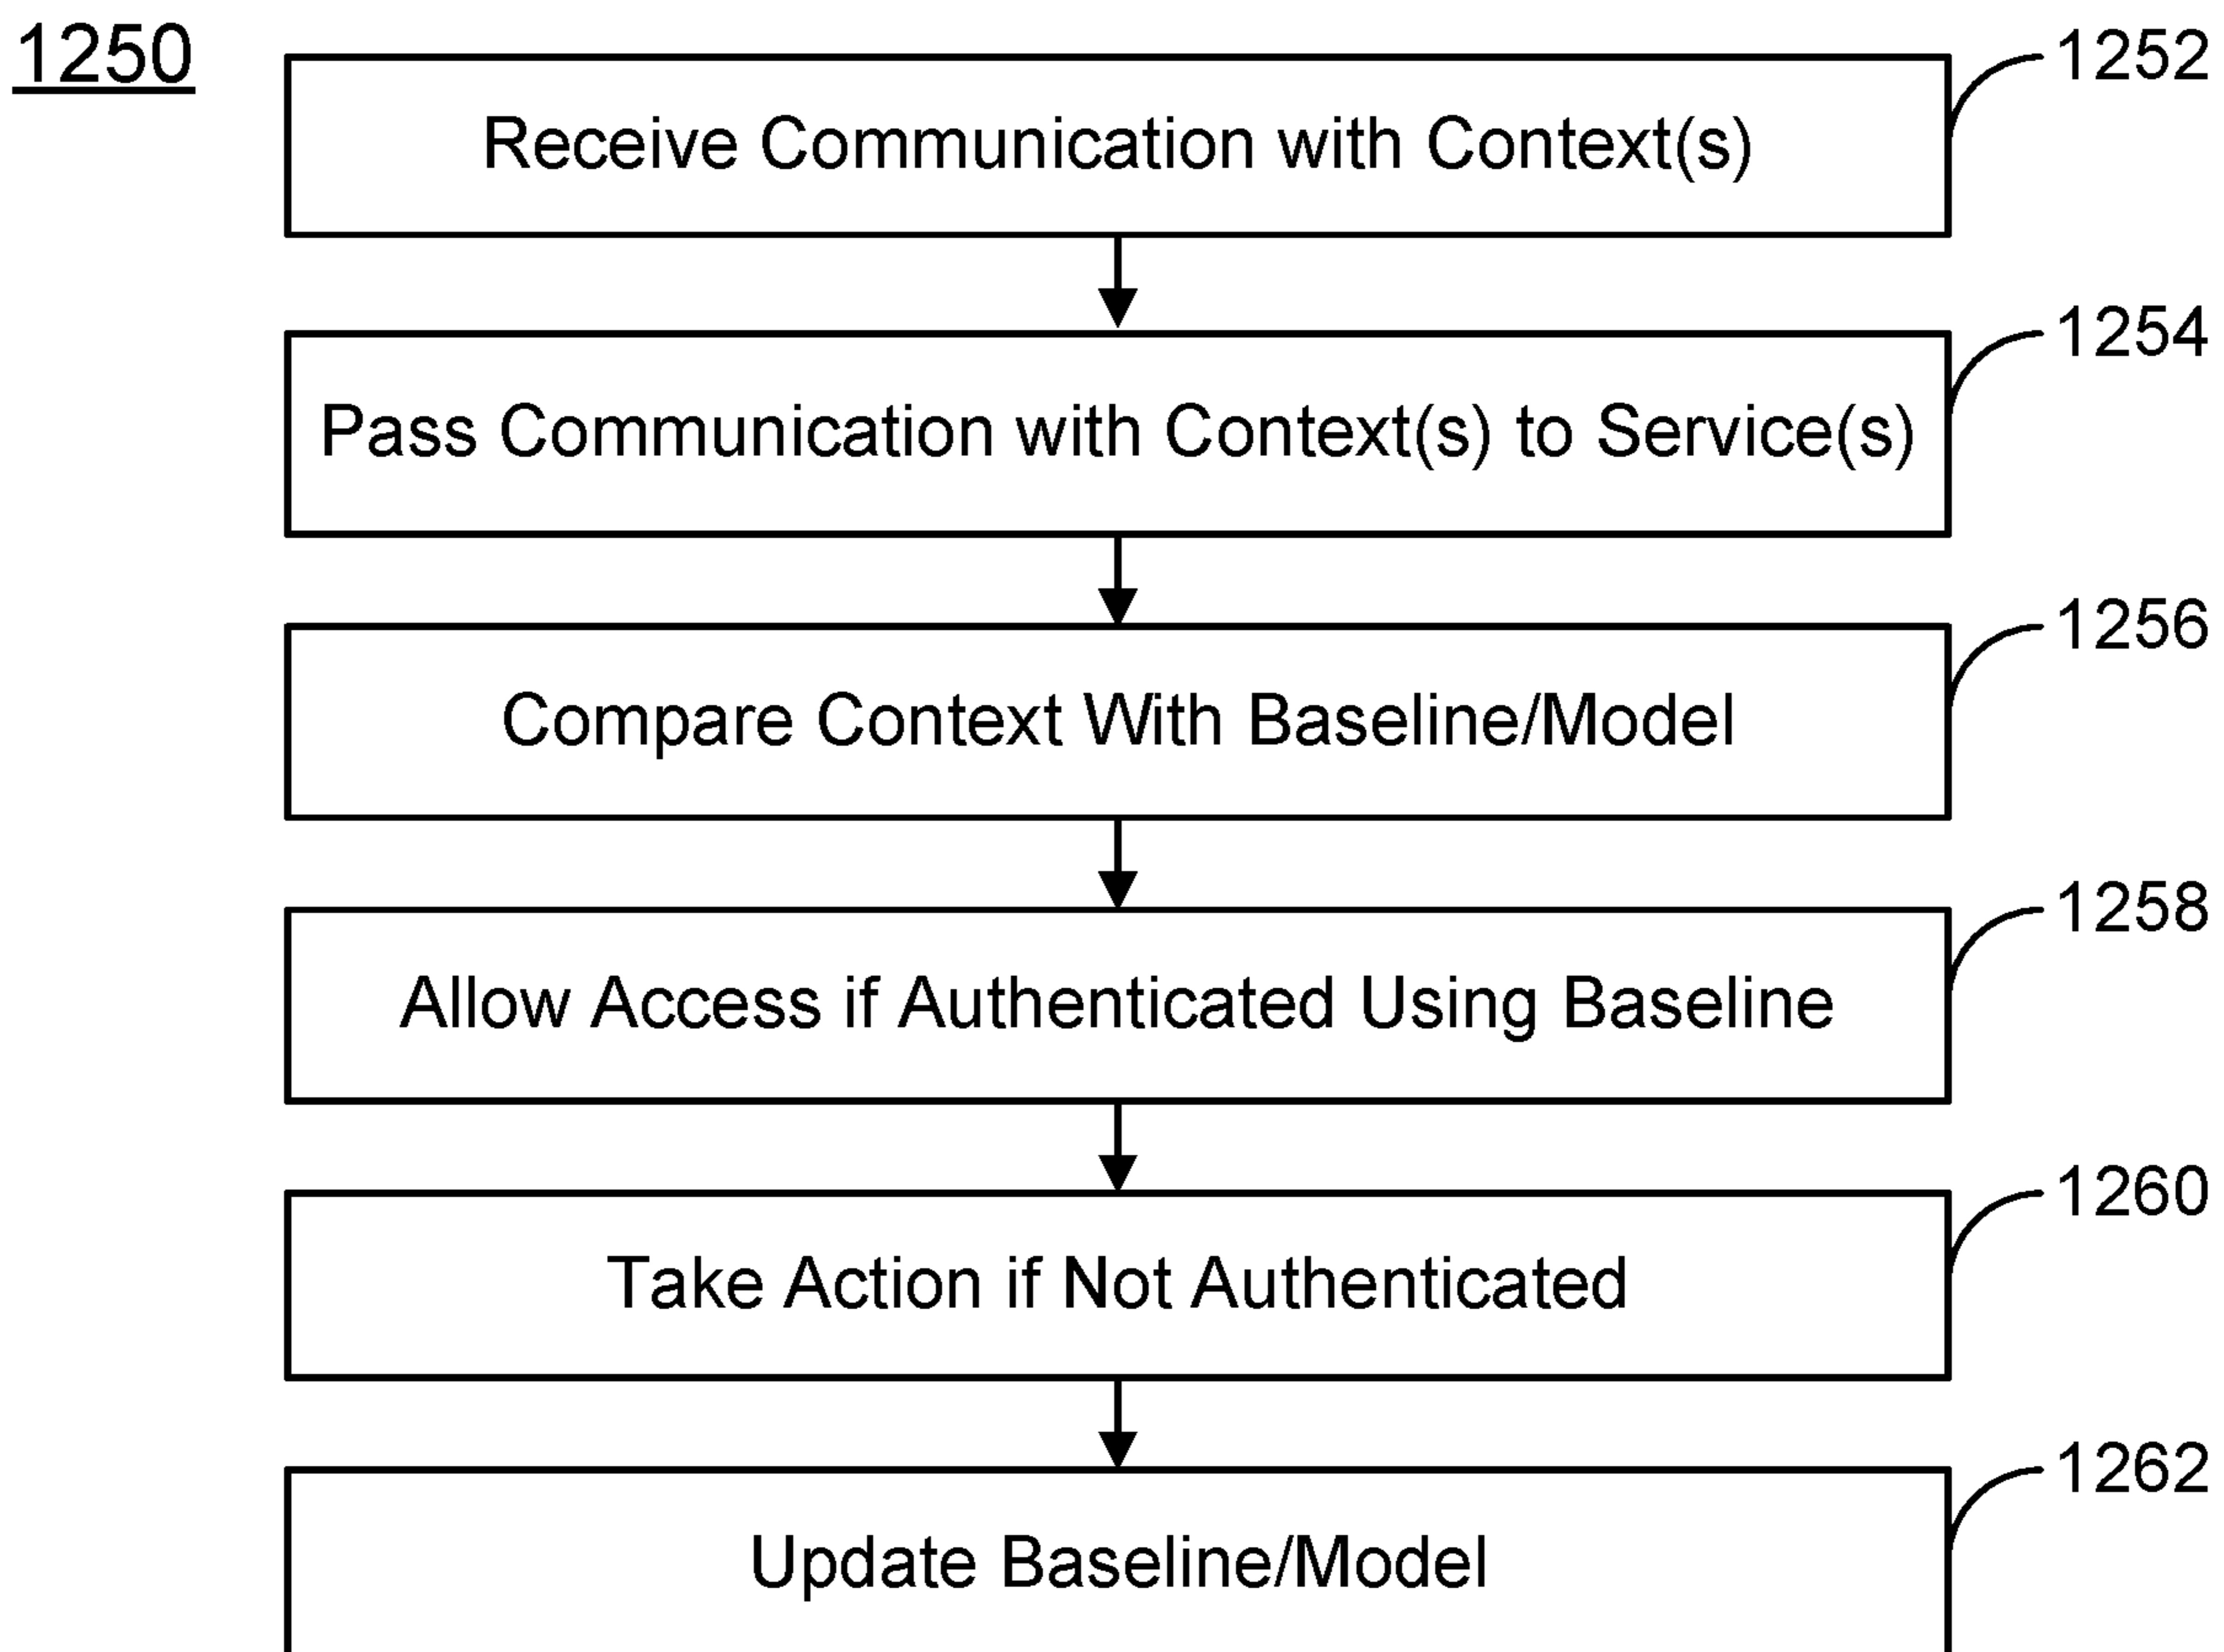 1250
1252
Receive Communication with Context(s)
1254
Pass Communication with Context(s) to Service(s)
1256
Compare Context With Baseline/Model
1258
Allow Access if Authenticated Using Baseline
1260
Take Action if Not Authenticated
1262
Update Baseline/Model